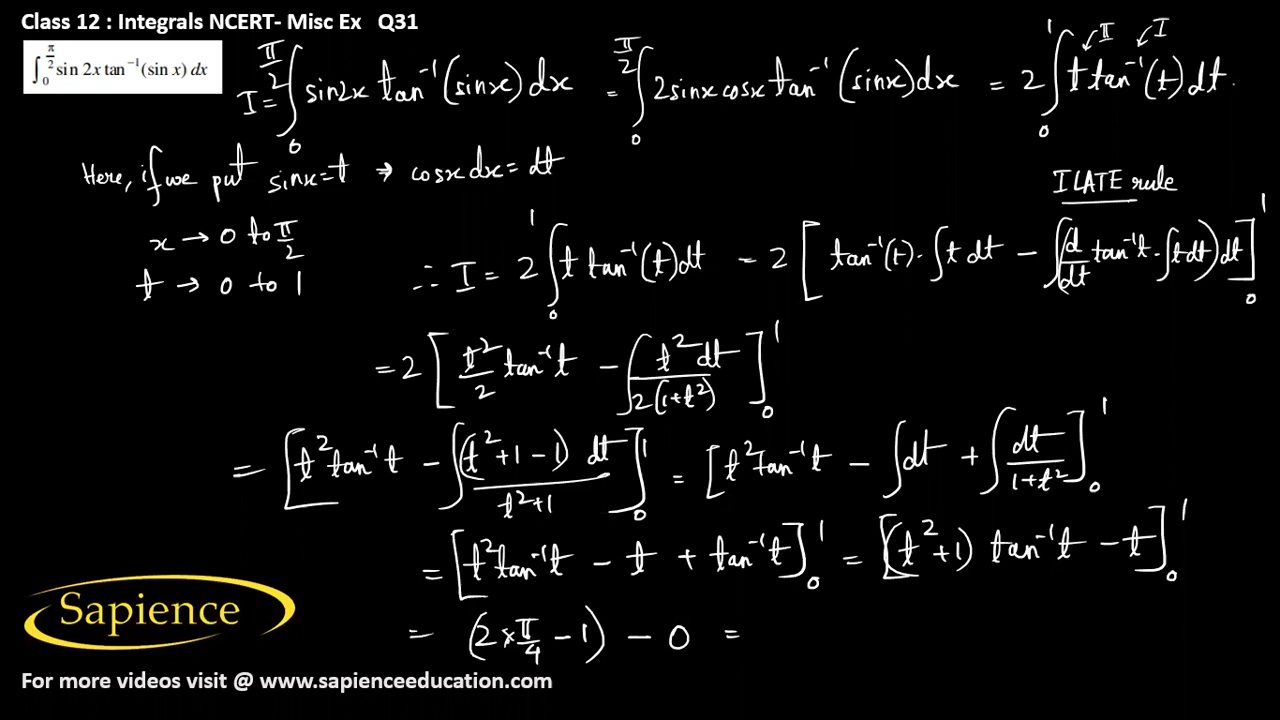 Class 12 : Integrals NCERT- Misc Ex Q31
∫₀^{π/2} sin 2x tan⁻¹(sin x) dx
I = ∫₀^{π/2} sin2x tan⁻¹(sinx) dx = ∫₀^{π/2} 2sinx cosx tan⁻¹(sinx) dx = 2∫₀¹ t tan⁻¹(t) dt.
II I
Here, if we put sinx = t → cosx dx = dt
ILATE rule
x → 0 to π/2
t → 0 to 1
∴ I = 2∫₀¹ t tan⁻¹(t) dt = 2[tan⁻¹(t)·∫t dt − ∫(d/dt tan⁻¹t · ∫t dt) dt]₀¹
= 2[t²/2 tan⁻¹t − ∫ t² dt/2(1+t²)]₀¹
= [t² tan⁻¹t − ∫ (t²+1−1) dt/t²+1]₀¹ = [t² tan⁻¹t − ∫dt + ∫ dt/1+t²]₀¹
= [t² tan⁻¹t − t + tan⁻¹t]₀¹ = [(t²+1) tan⁻¹t − t]₀¹
= (2×π/4 − 1) − 0 =
Sapience
For more videos visit @ www.sapienceeducation.com